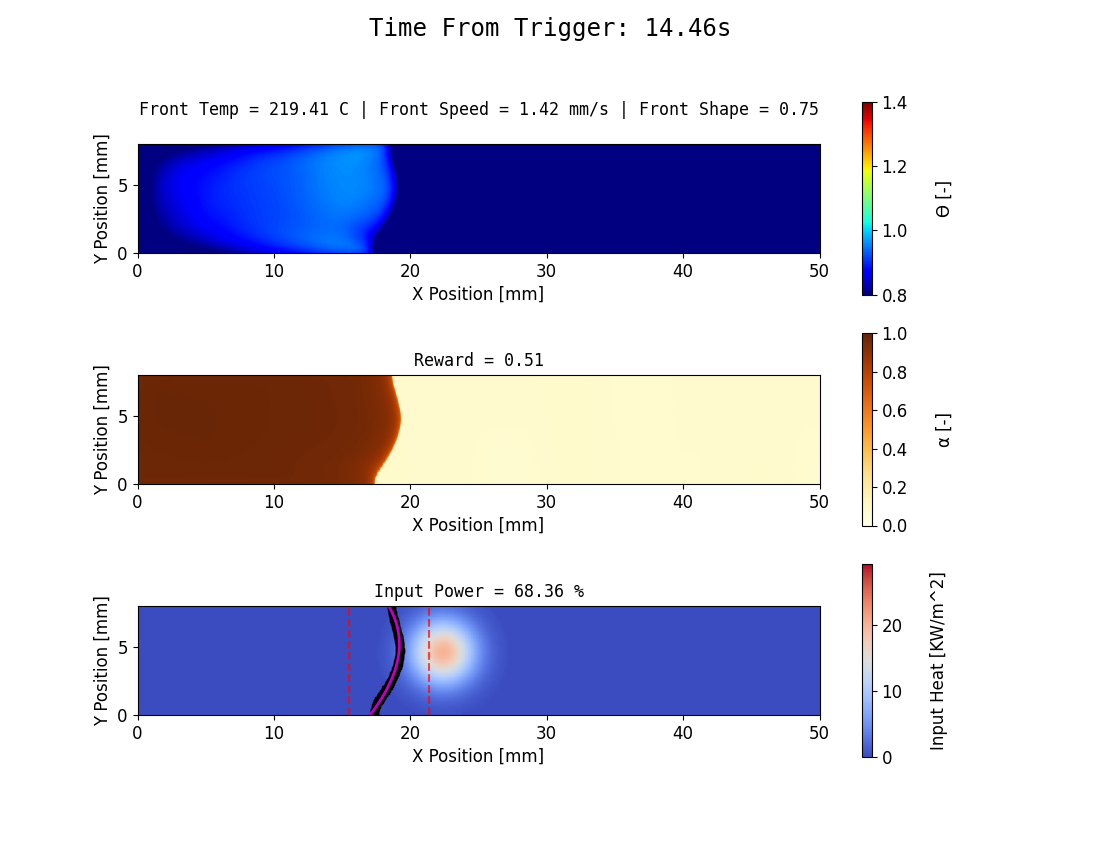 Time From Trigger: 14.46s
Front Temp = 219.41 C | Front Speed = 1.42 mm/s | Front Shape = 0.75
Y Position [mm]
5
0
0 10 20 30 40 50
X Position [mm]
1.4
1.2
1.0
0.8
Θ [-]
Reward = 0.51
Y Position [mm]
5
0
0 10 20 30 40 50
X Position [mm]
1.0
0.8
0.6
0.4
0.2
0.0
α [-]
Input Power = 68.36 %
Y Position [mm]
5
0
0 10 20 30 40 50
X Position [mm]
20
10
0
Input Heat [KW/m^2]